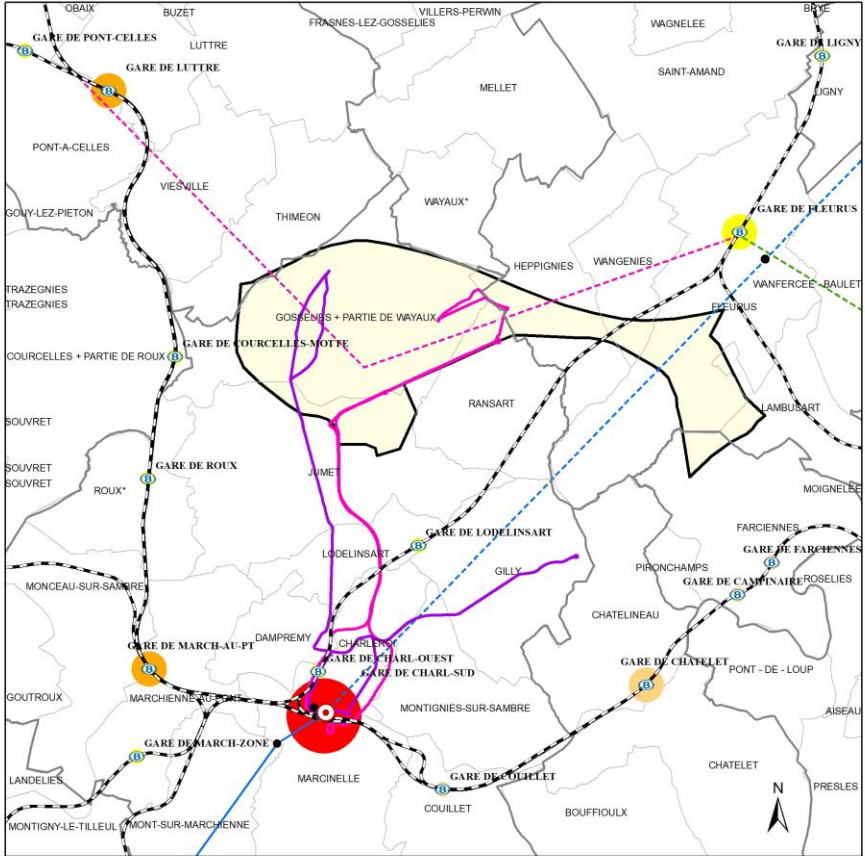 OBAIX
BUZET
VILLERS-PERWIN
FRASNES-LEZ-GOSSELIES
WAGNELEE
BRYE
GARE DE PONT-CELLES
LUTTRE
GARE DE LIGNY
GARE DE LUTTRE
SAINT-AMAND
MELLET
LIGNY
PONT-A-CELLES
VIESVILLE
WAYAUX*
GOUY-LEZ-PIETON
THIMEON
GARE DE FLEURUS
HEPPIGNIES
WANGENIES
TRAZEGNIES
WANFERCEE-BAULET
TRAZEGNIES
FLEURUS
GOSSELIES + PARTIE DE WAYAUX
GARE DE COURCELLES-MOTTE
COURCELLES + PARTIE DE ROUX
RANSART
LAMBUSART
SOUVRET
GARE DE ROUX
SOUVRET
JUMET
SOUVRET
ROUX*
MOIGNELEE
FARCIENNES
GARE DE LODELINSART
LODELINSART
GARE DE FARCIENNES
GILLY
PIRONCHAMPS
ROSELIES
MONCEAU-SUR-SAMBRE
GARE DE CAMPINAIRE
CHATELINEAU
DAMPREMY
CHARLEROI
GARE DE MARCH-AU-PT
GARE DE CHARL-OUEST
GARE DE CHATELET
PONT - DE - LOUP
GARE DE CHARL-SUD
GOUTROUX
MARCHIENNE-AU-PONT
MONTIGNIES-SUR-SAMBRE
AISEAU
GARE DE MARCH-ZONE
CHATELET
LANDELIES
MARCINELLE
GARE DE COUILLET
PRESLES
COUILLET
BOUFFIOULX
N
MONTIGNY-LE-TILLEUL
MONT-SUR-MARCHIENNE